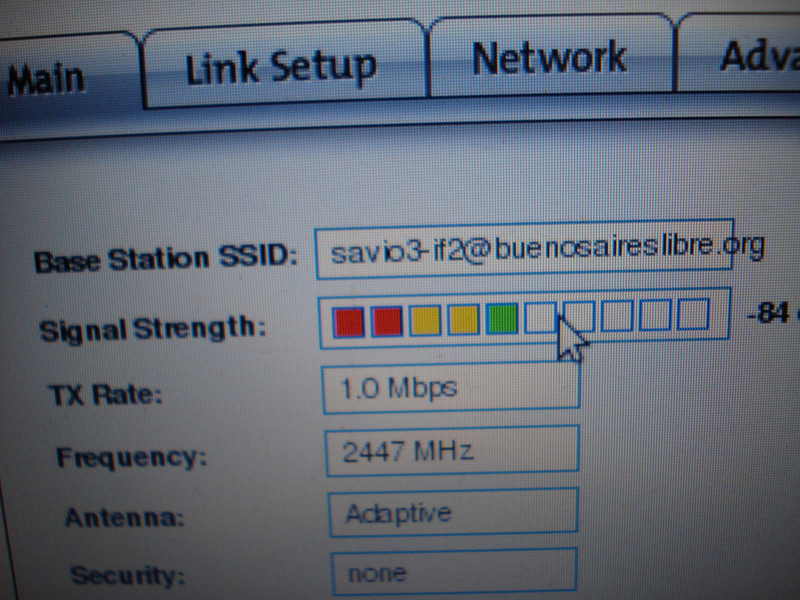 Main Link Setup Network Adva
Base Station SSID: savio3-if2@buenosaireslibre.org
Signal Strength: -84
TX Rate: 1.0 Mbps
Frequency: 2447 MHz
Antenna: Adaptive
Security: none